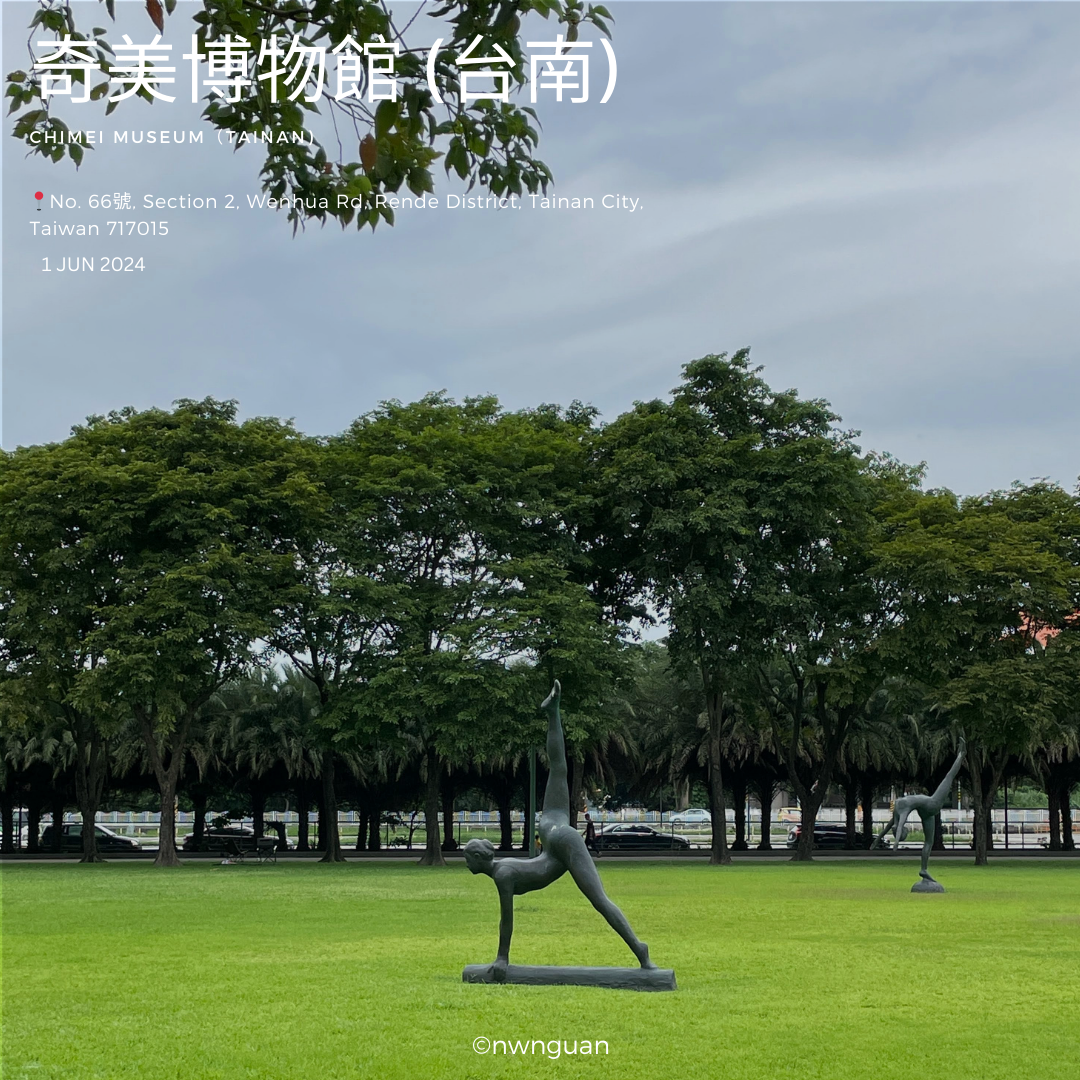 奇美博物館 (台南)
CHIMEI MUSEUM (TAINAN)
📍No. 66號, Section 2, Wenhua Rd, Rende District, Tainan City,
Taiwan 717015
1 JUN 2024
©nwnguan